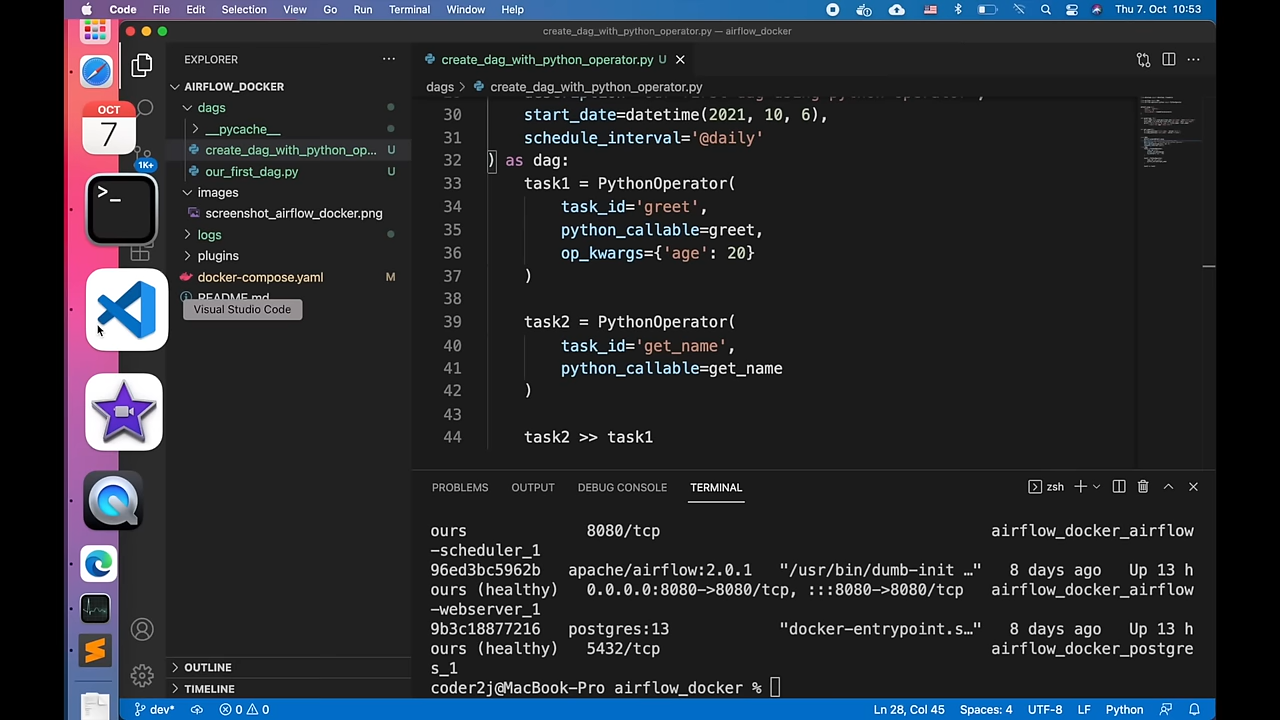 Code File Edit Selection View Go Run Terminal Window Help Thu 7. Oct 10:53
create_dag_with_python_operator.py — airflow_docker
OCT
7
1K+
>_
Visual Studio Code
EXPLORER
AIRFLOW_DOCKER
dags
__pycache__
create_dag_with_python_op... U
our_first_dag.py U
images
screenshot_airflow_docker.png
logs
plugins
docker-compose.yaml M
README.md
OUTLINE
TIMELINE
create_dag_with_python_operator.py U
dags > create_dag_with_python_operator.py
30 start_date=datetime(2021, 10, 6),
31 schedule_interval='@daily'
32 ) as dag:
33 task1 = PythonOperator(
34 task_id='greet',
35 python_callable=greet,
36 op_kwargs={'age': 20}
37 )
38
39 task2 = PythonOperator(
40 task_id='get_name',
41 python_callable=get_name
42 )
43
44 task2 >> task1
PROBLEMS OUTPUT DEBUG CONSOLE TERMINAL zsh
ours 8080/tcp airflow_docker_airflow
-scheduler_1
96ed3bc5962b apache/airflow:2.0.1 "/usr/bin/dumb-init …" 8 days ago Up 13 h
ours (healthy) 0.0.0.0:8080->8080/tcp, :::8080->8080/tcp airflow_docker_airflow
-webserver_1
9b3c18877216 postgres:13 "docker-entrypoint.s…" 8 days ago Up 13 h
ours (healthy) 5432/tcp airflow_docker_postgre
s_1
coder2j@MacBook-Pro airflow_docker %
dev* 0 0 Ln 28, Col 45 Spaces: 4 UTF-8 LF Python